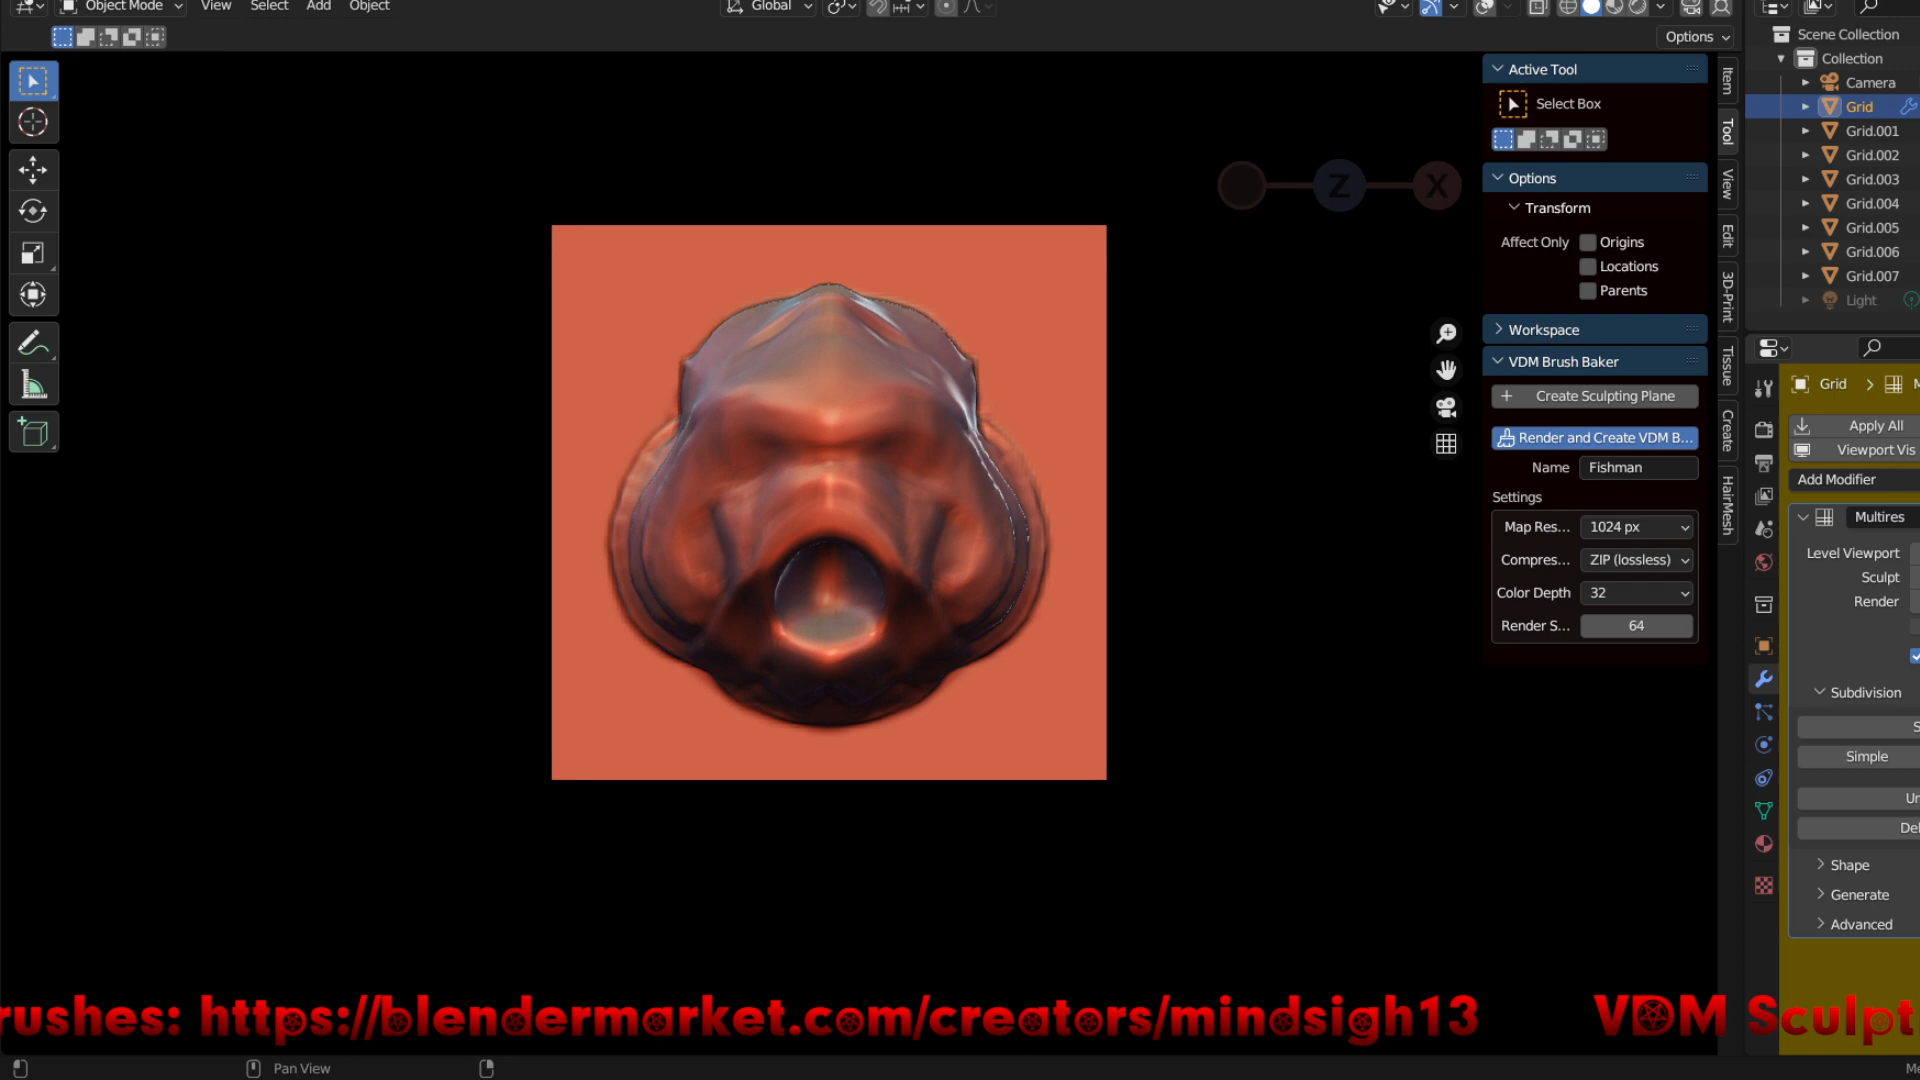 Object Mode View Select Add Object Global
Options
Active Tool
Select Box
Options
Transform
Affect Only Origins
Locations
Parents
Workspace
VDM Brush Baker
Create Sculpting Plane
Render and Create VDM B...
Name Fishman
Settings
Map Res... 1024 px
Compres... ZIP (lossless)
Color Depth 32
Render S... 64
Z
X
Item
Tool
View
Edit
3D-Print
Tissue
Create
HairMesh
Scene Collection
Collection
Camera
Grid
Grid.001
Grid.002
Grid.003
Grid.004
Grid.005
Grid.006
Grid.007
Light
Grid > M
Apply All
Viewport Vis
Add Modifier
Multires
Level Viewport
Sculpt
Render
Subdivision
S
Simple
Un
Del
Shape
Generate
Advanced
rushes: https://blendermarket.com/creators/mindsigh13 VDM Sculpt
Pan View
Me